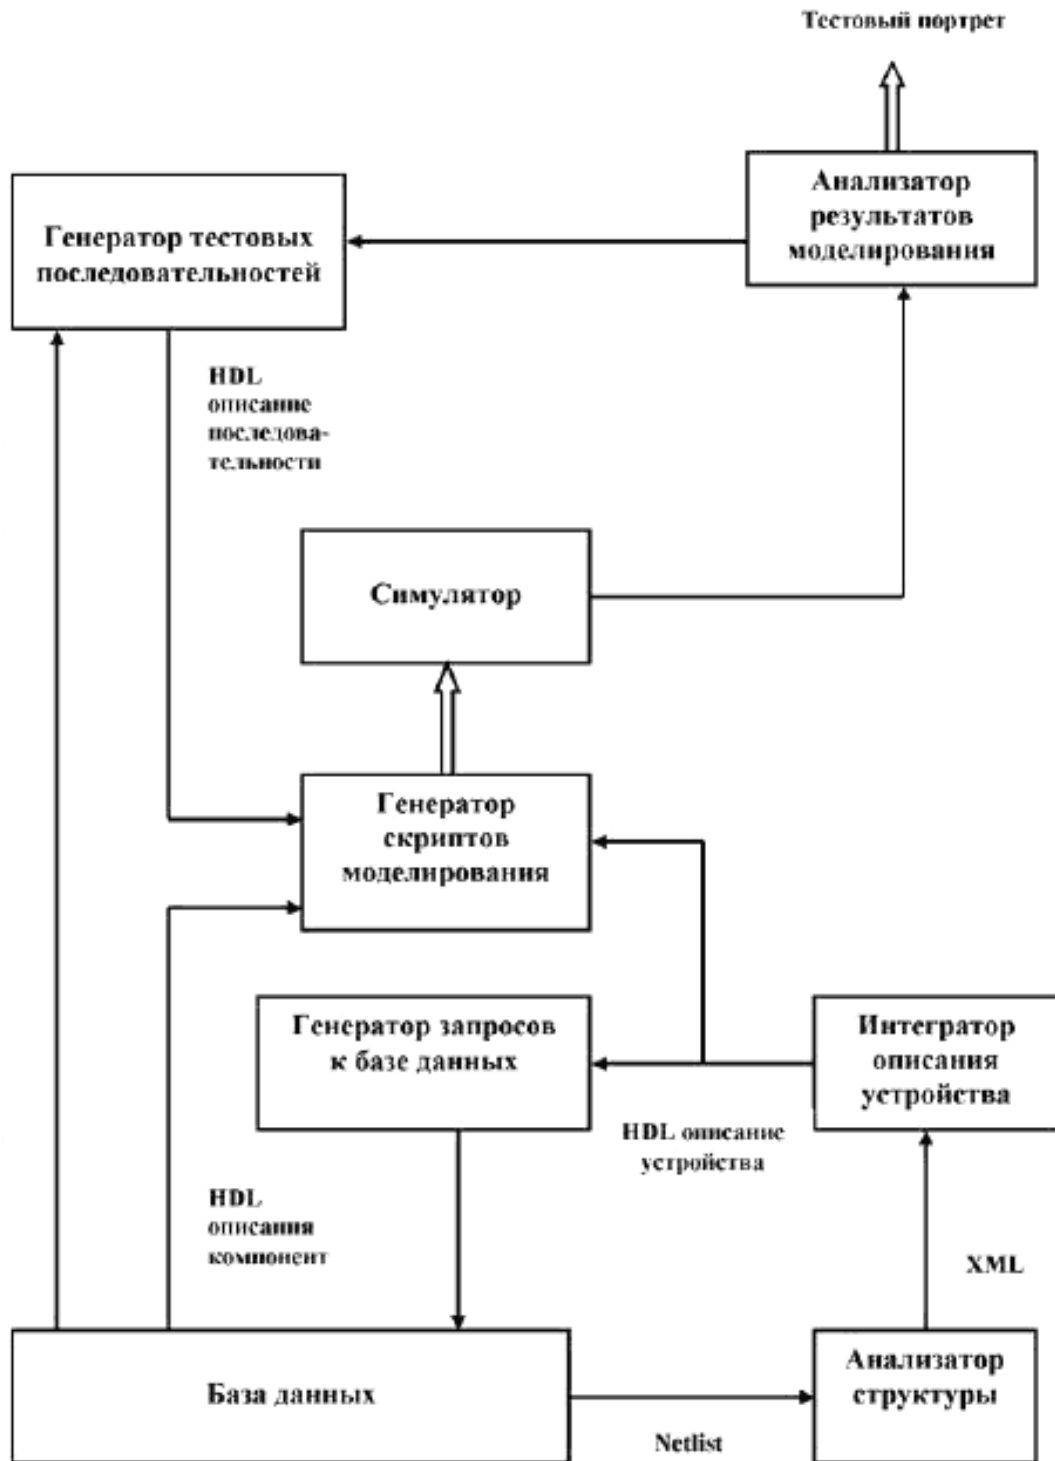 Тестовый портрет
Анализатор
результатов
моделирования
Генератор тестовых
последовательностей
HDL
описание
последова-
тельности
Симулятор
Генератор
скриптов
моделирования
Генератор запросов
к базе данных
Интегратор
описания
устройства
HDL описание
устройства
HDL
описания
компонент
XML
База данных
Анализатор
структуры
Netlist